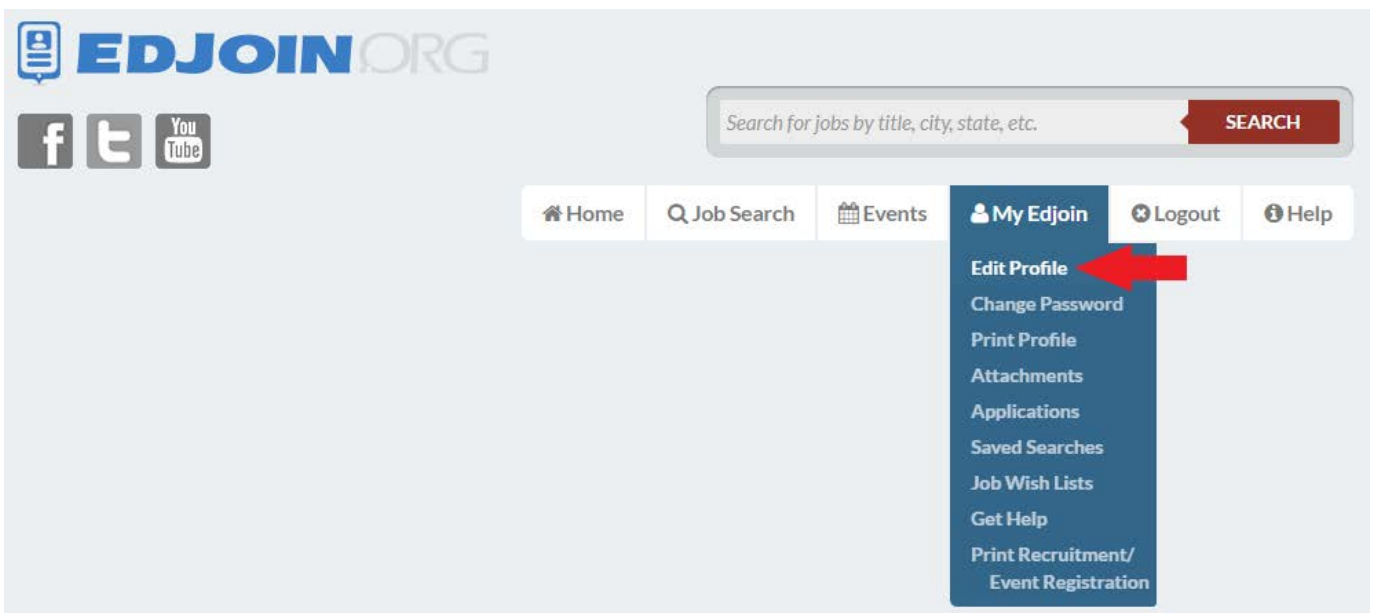 EDJOIN.ORG
f t You
Tube
Search for jobs by title, city, state, etc.
SEARCH
Home Job Search Events My Edjoin Logout Help
Edit Profile
Change Password
Print Profile
Attachments
Applications
Saved Searches
Job Wish Lists
Get Help
Print Recruitment/
Event Registration